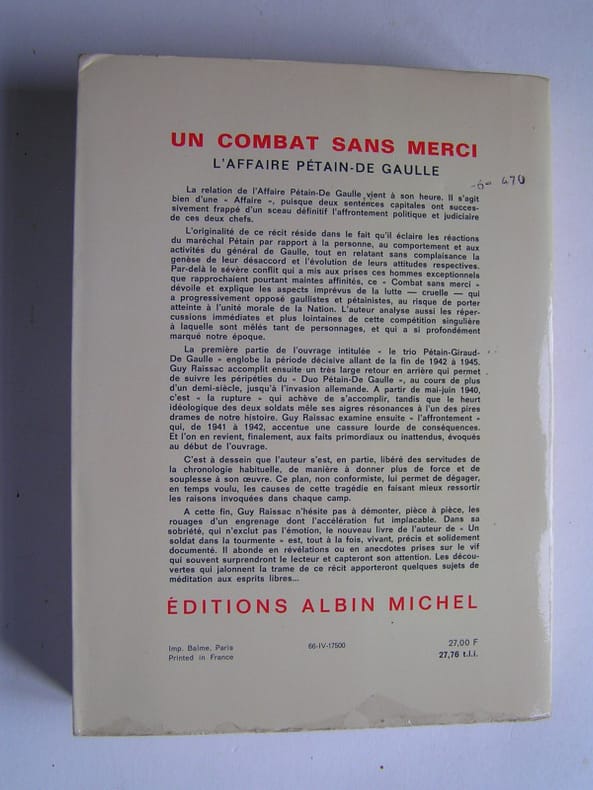 UN COMBAT SANS MERCI
L'AFFAIRE PÉTAIN-DE GAULLE
470
La relation de l'Affaire Pétain-De Gaulle vient à son heure. Il s'agit
bien d'une « Affaire », puisque deux sentences capitales ont succes-
sivement frappé d'un sceau définitif l'affrontement politique et judiciaire
de ces deux chefs.
L'originalité de ce récit réside dans le fait qu'il éclaire les réactions
du maréchal Pétain par rapport à la personne, au comportement et aux
activités du général de Gaulle, tout en relatant sans complaisance la
genèse de leur désaccord et l'évolution de leurs attitudes respectives.
Par-delà le sévère conflit qui a mis aux prises ces hommes exceptionnels
que rapprochaient pourtant maintes affinités, ce « Combat sans merci »
dévoile et explique les aspects imprévus de la lutte — cruelle — qui
a progressivement opposé gaullistes et pétainistes, au risque de porter
atteinte à l'unité morale de la Nation. L'auteur analyse aussi les réper-
cussions immédiates et plus lointaines de cette compétition singulière
à laquelle sont mêlés tant de personnages, et qui a si profondément
marqué notre époque.
La première partie de l'ouvrage intitulée « le trio Pétain-Giraud-
De Gaulle » englobe la période décisive allant de la fin de 1942 à 1945.
Guy Raïssac accomplit ensuite un très large retour en arrière qui permet
de suivre les péripéties du « Duo Pétain-De Gaulle », au cours de plus
d'un demi-siècle, jusqu'à l'invasion allemande. A partir de mai-juin 1940,
c'est « la rupture » qui achève de s'accomplir, tandis que le heurt
idéologique des deux soldats mêle ses aigres résonances à l'un des pires
drames de notre histoire. Guy Raïssac examine ensuite « l'affrontement »
qui, de 1941 à 1942, accentue une cassure lourde de conséquences.
Et l'on en revient, finalement, aux faits primordiaux ou inattendus, évoqués
au début de l'ouvrage.
C'est à dessein que l'auteur s'est, en partie, libéré des servitudes de
la chronologie habituelle, de manière à donner plus de force et de
souplesse à son œuvre. Ce plan, non conformiste, lui permet de dégager,
en temps voulu, les causes de cette tragédie en faisant mieux ressortir
les raisons invoquées dans chaque camp.
A cette fin, Guy Raïssac n'hésite pas à démonter, pièce à pièce, les
rouages d'un engrenage dont l'accélération fut implacable. Dans sa
sobriété, qui n'exclut pas l'émotion, le nouveau livre de l'auteur de « Un
soldat dans la tourmente » est, tout à la fois, vivant, précis et solidement
documenté. Il abonde en révélations ou en anecdotes prises sur le vif
qui souvent surprendront le lecteur et capteront son attention. Les décou-
vertes qui jalonnent la trame de ce récit apporteront quelques sujets de
méditation aux esprits libres...
ÉDITIONS ALBIN MICHEL
Imp. Balme, Paris
Printed in France
66-IV-17500
27,00 F
27,76 t.l.i.